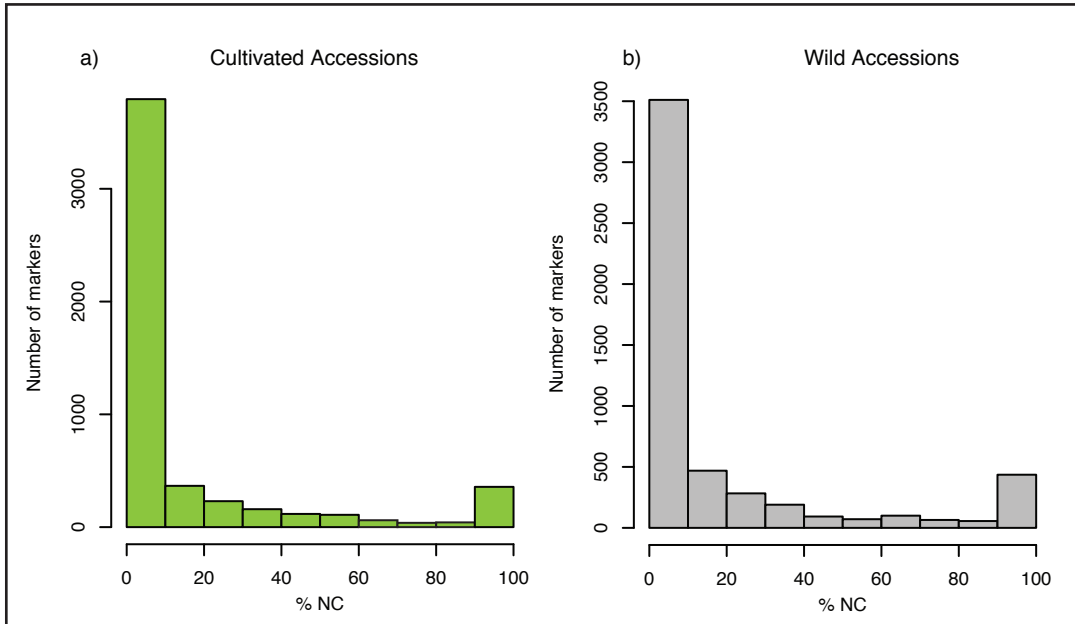 a) Cultivated Accessions
Number of markers
3000
2000
1000
0
0 20 40 60 80 100
% NC
b) Wild Accessions
Number of markers
3500
3000
2500
2000
1500
1000
500
0
0 20 40 60 80 100
% NC